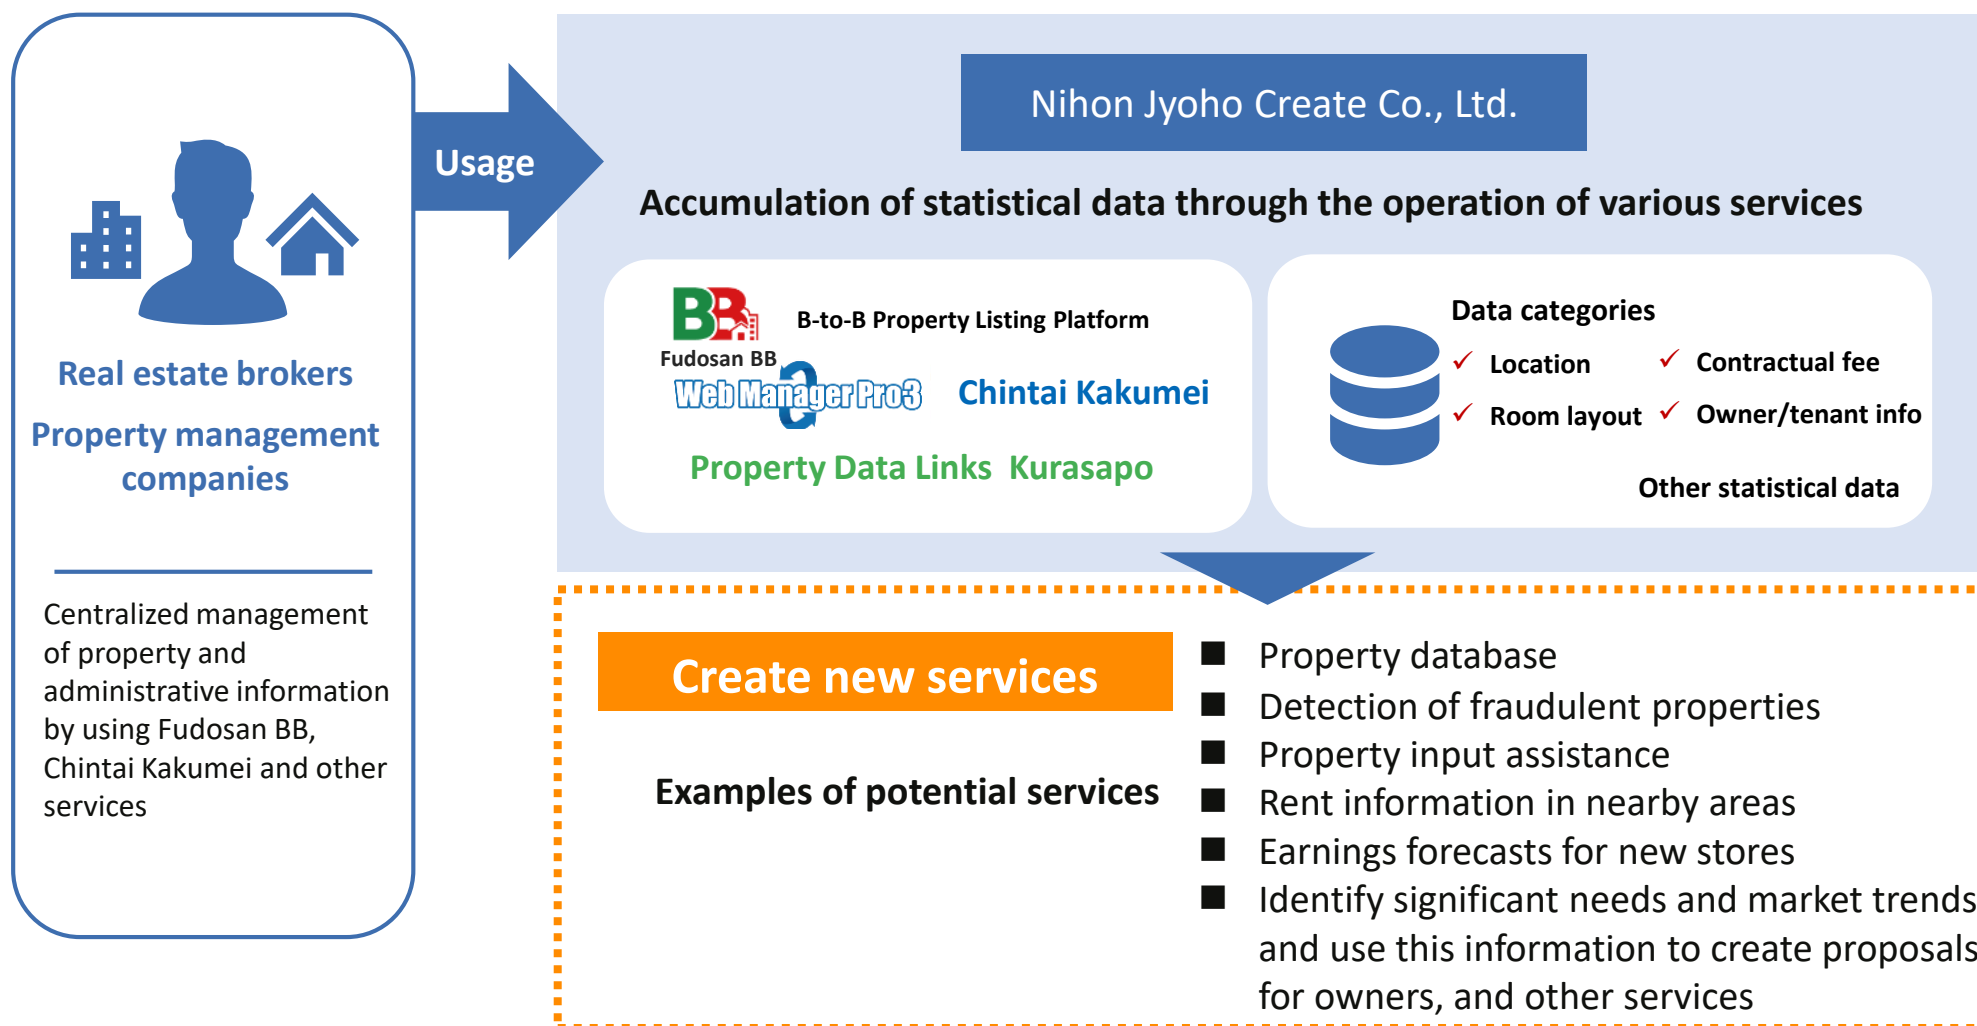 Real estate brokers
Property management
companies
Centralized management
of property and
administrative information
by using Fudosan BB,
Chintai Kakumei and other
services
Usage
Nihon Jyoho Create Co., Ltd.
Accumulation of statistical data through the operation of various services
BB
B-to-B Property Listing Platform
Fudosan BB
Web Manager Pro3
Chintai Kakumei
Property Data Links Kurasapo
Data categories
✓ Location
✓ Contractual fee
✓ Room layout
✓ Owner/tenant info
Other statistical data
Create new services
Examples of potential services
■ Property database
■ Detection of fraudulent properties
■ Property input assistance
■ Rent information in nearby areas
■ Earnings forecasts for new stores
■ Identify significant needs and market trends
and use this information to create proposals
for owners, and other services